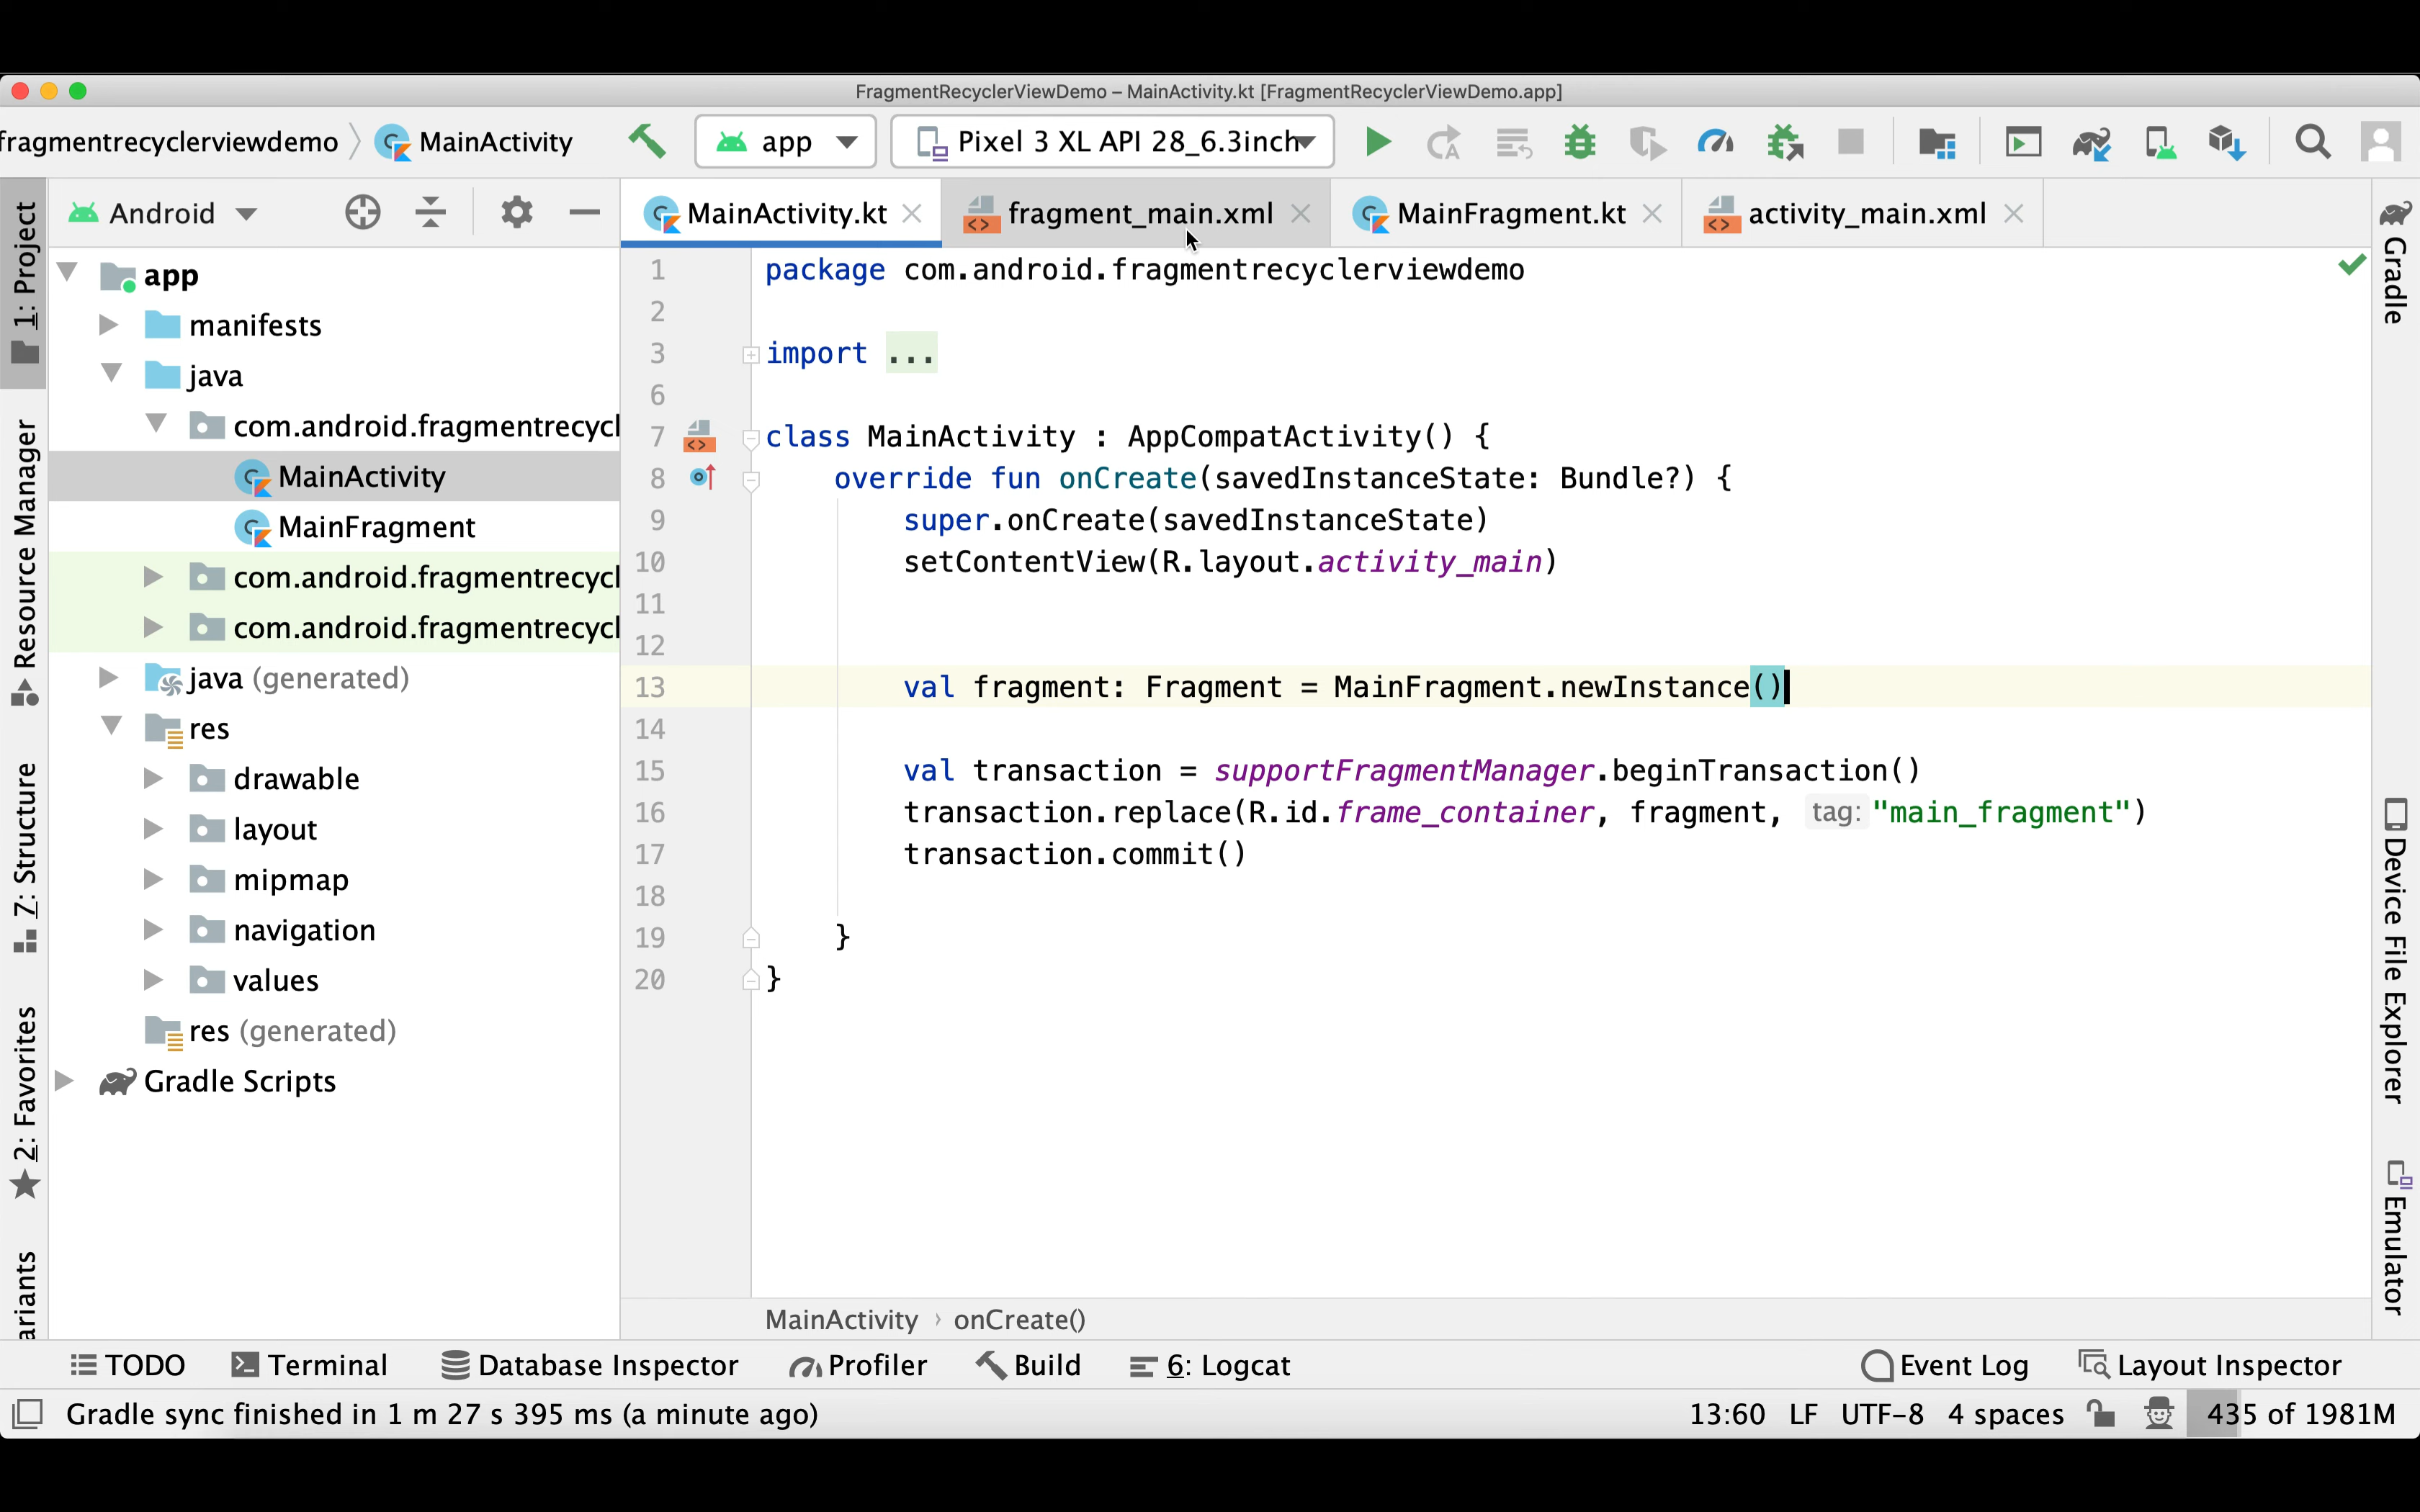 FragmentRecyclerViewDemo – MainActivity.kt [FragmentRecyclerViewDemo.app]
fragmentrecyclerviewdemo MainActivity app Pixel 3 XL API 28_6.3inch
Android MainActivity.kt fragment_main.xml MainFragment.kt activity_main.xml
1: Project
Resource Manager
7: Structure
2: Favorites
ariants
app
manifests
java
com.android.fragmentrecycl
MainActivity
MainFragment
com.android.fragmentrecycl
com.android.fragmentrecycl
java (generated)
res
drawable
layout
mipmap
navigation
values
res (generated)
Gradle Scripts
1 package com.android.fragmentrecyclerviewdemo
2
3 import ...
6
7 class MainActivity : AppCompatActivity() {
8 override fun onCreate(savedInstanceState: Bundle?) {
9 super.onCreate(savedInstanceState)
10 setContentView(R.layout.activity_main)
11
12
13 val fragment: Fragment = MainFragment.newInstance()
14
15 val transaction = supportFragmentManager.beginTransaction()
16 transaction.replace(R.id.frame_container, fragment, tag: "main_fragment")
17 transaction.commit()
18
19 }
20 }
Gradle
Device File Explorer
Emulator
MainActivity › onCreate()
TODO Terminal Database Inspector Profiler Build 6: Logcat Event Log Layout Inspector
Gradle sync finished in 1 m 27 s 395 ms (a minute ago) 13:60 LF UTF-8 4 spaces 435 of 1981M